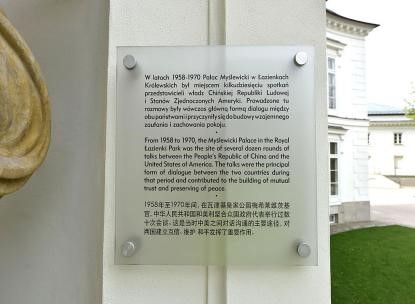 W latach 1958-1970 Pałac Myślewicki w Łazienkach
Królewskich był miejscem kilkudziesięciu spotkań
przedstawicieli władz Chińskiej Republiki Ludowej
i Stanów Zjednoczonych Ameryki. Prowadzone tu
rozmowy były wówczas główną formą dialogu między
obu państwami i przyczyniły się do budowy wzajemnego
zaufania i zachowania pokoju.
From 1958 to 1970, the Myślewicki Palace in the Royal
Łazienki Park was the site of several dozen rounds of
talks between the People's Republic of China and the
United States of America. The talks were the principal
form of dialogue between the two countries during
that period and contributed to the building of mutual
trust and preserving of peace.
1958年至1970年间，在瓦津基皇家公园梅希莱维茨基
宫，中华人民共和国和美利坚合众国政府代表举行过数
十次会谈。这是当时中美之间对话沟通的主要途径，对
两国建立互信、维护和平发挥了重要作用。